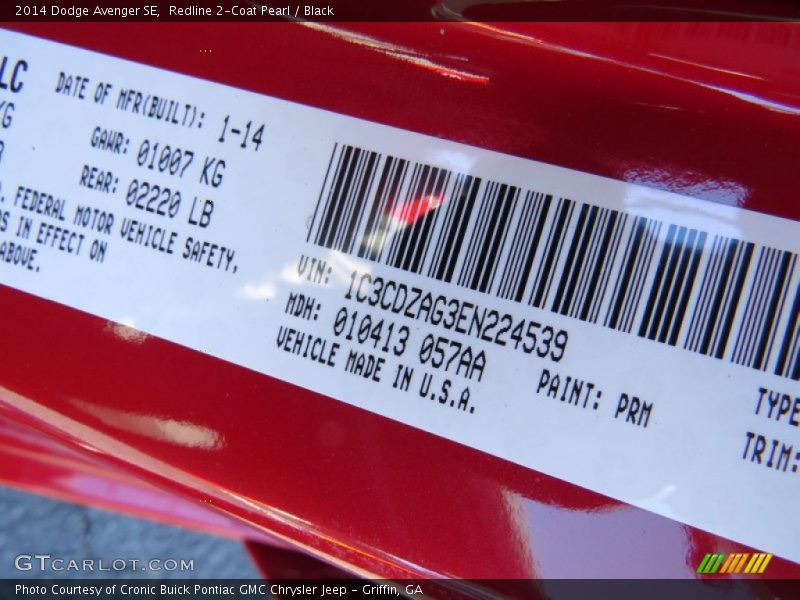 2014 Dodge Avenger SE,  Redline 2-Coat Pearl / Black
LC
DATE OF MFR(BUILT): 1-14
GAWR: 01007 KG
REAR: 02220 LB
FEDERAL MOTOR VEHICLE SAFETY,
IN EFFECT ON
ABOVE.
VIN: 1C3CDZAG3EN224539
MDH: 010413 057AA
VEHICLE MADE IN U.S.A.
PAINT: PRM
TYPE
TRIM:
GTCARLOT.COM
Photo Courtesy of Cronic Buick Pontiac GMC Chrysler Jeep - Griffin, GA